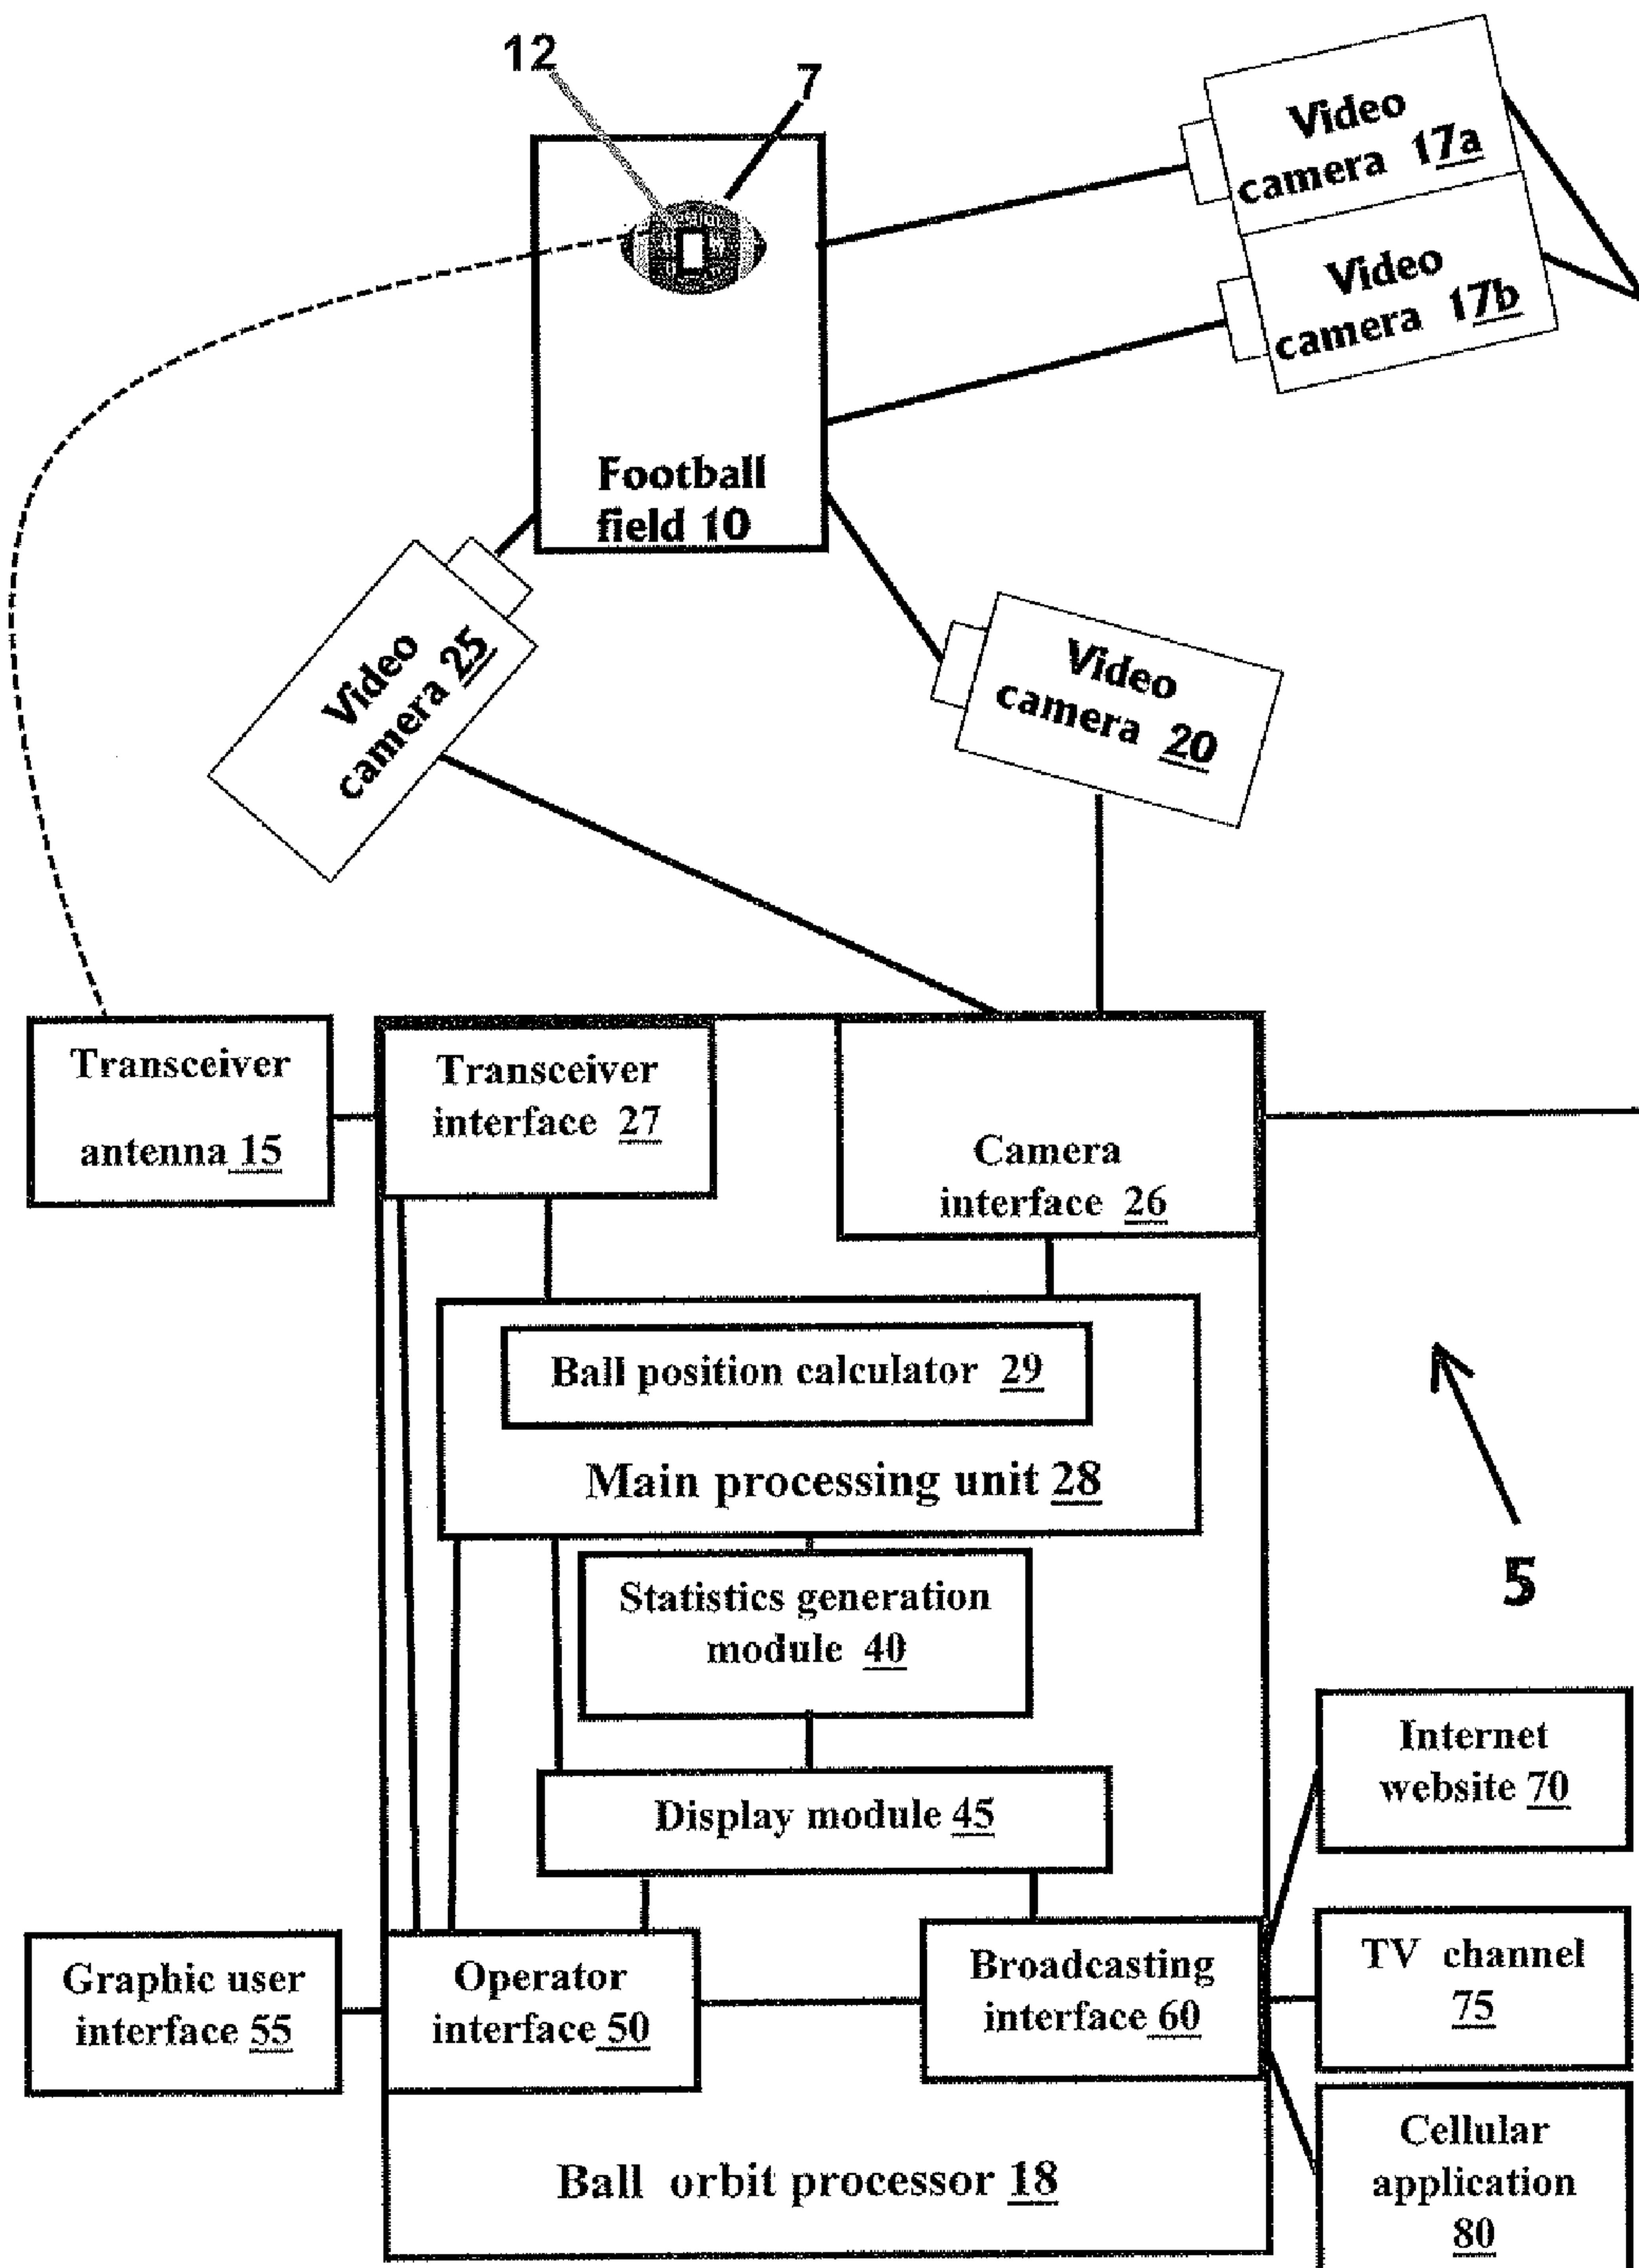 12
7
Video
camera 17a
Video
camera 17b
Football
field 10
Video
camera 25
Video
camera 20
Transceiver
antenna 15
Transceiver
interface 27
Camera
interface 26
Ball position calculator 29
Main processing unit 28
5
Statistics generation
module 40
Internet
website 70
Display module 45
TV channel
75
Graphic user
interface 55
Operator
interface 50
Broadcasting
interface 60
Cellular
application
80
Ball orbit processor 18